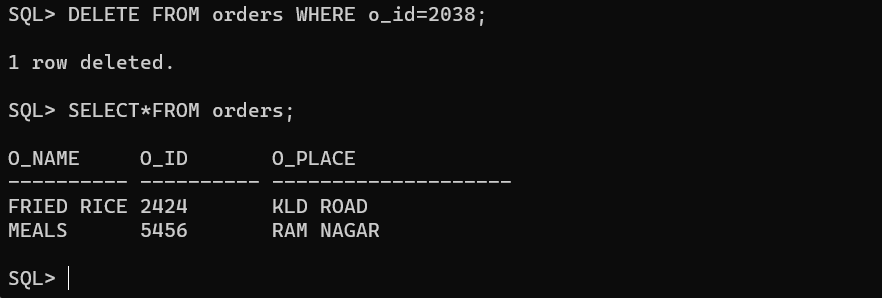 SQL> DELETE FROM orders WHERE o_id=2038;
1 row deleted.
SQL> SELECT*FROM orders;
O_NAME     O_ID       O_PLACE
---------- ---------- --------------------
FRIED RICE 2424       KLD ROAD
MEALS      5456       RAM NAGAR
SQL>